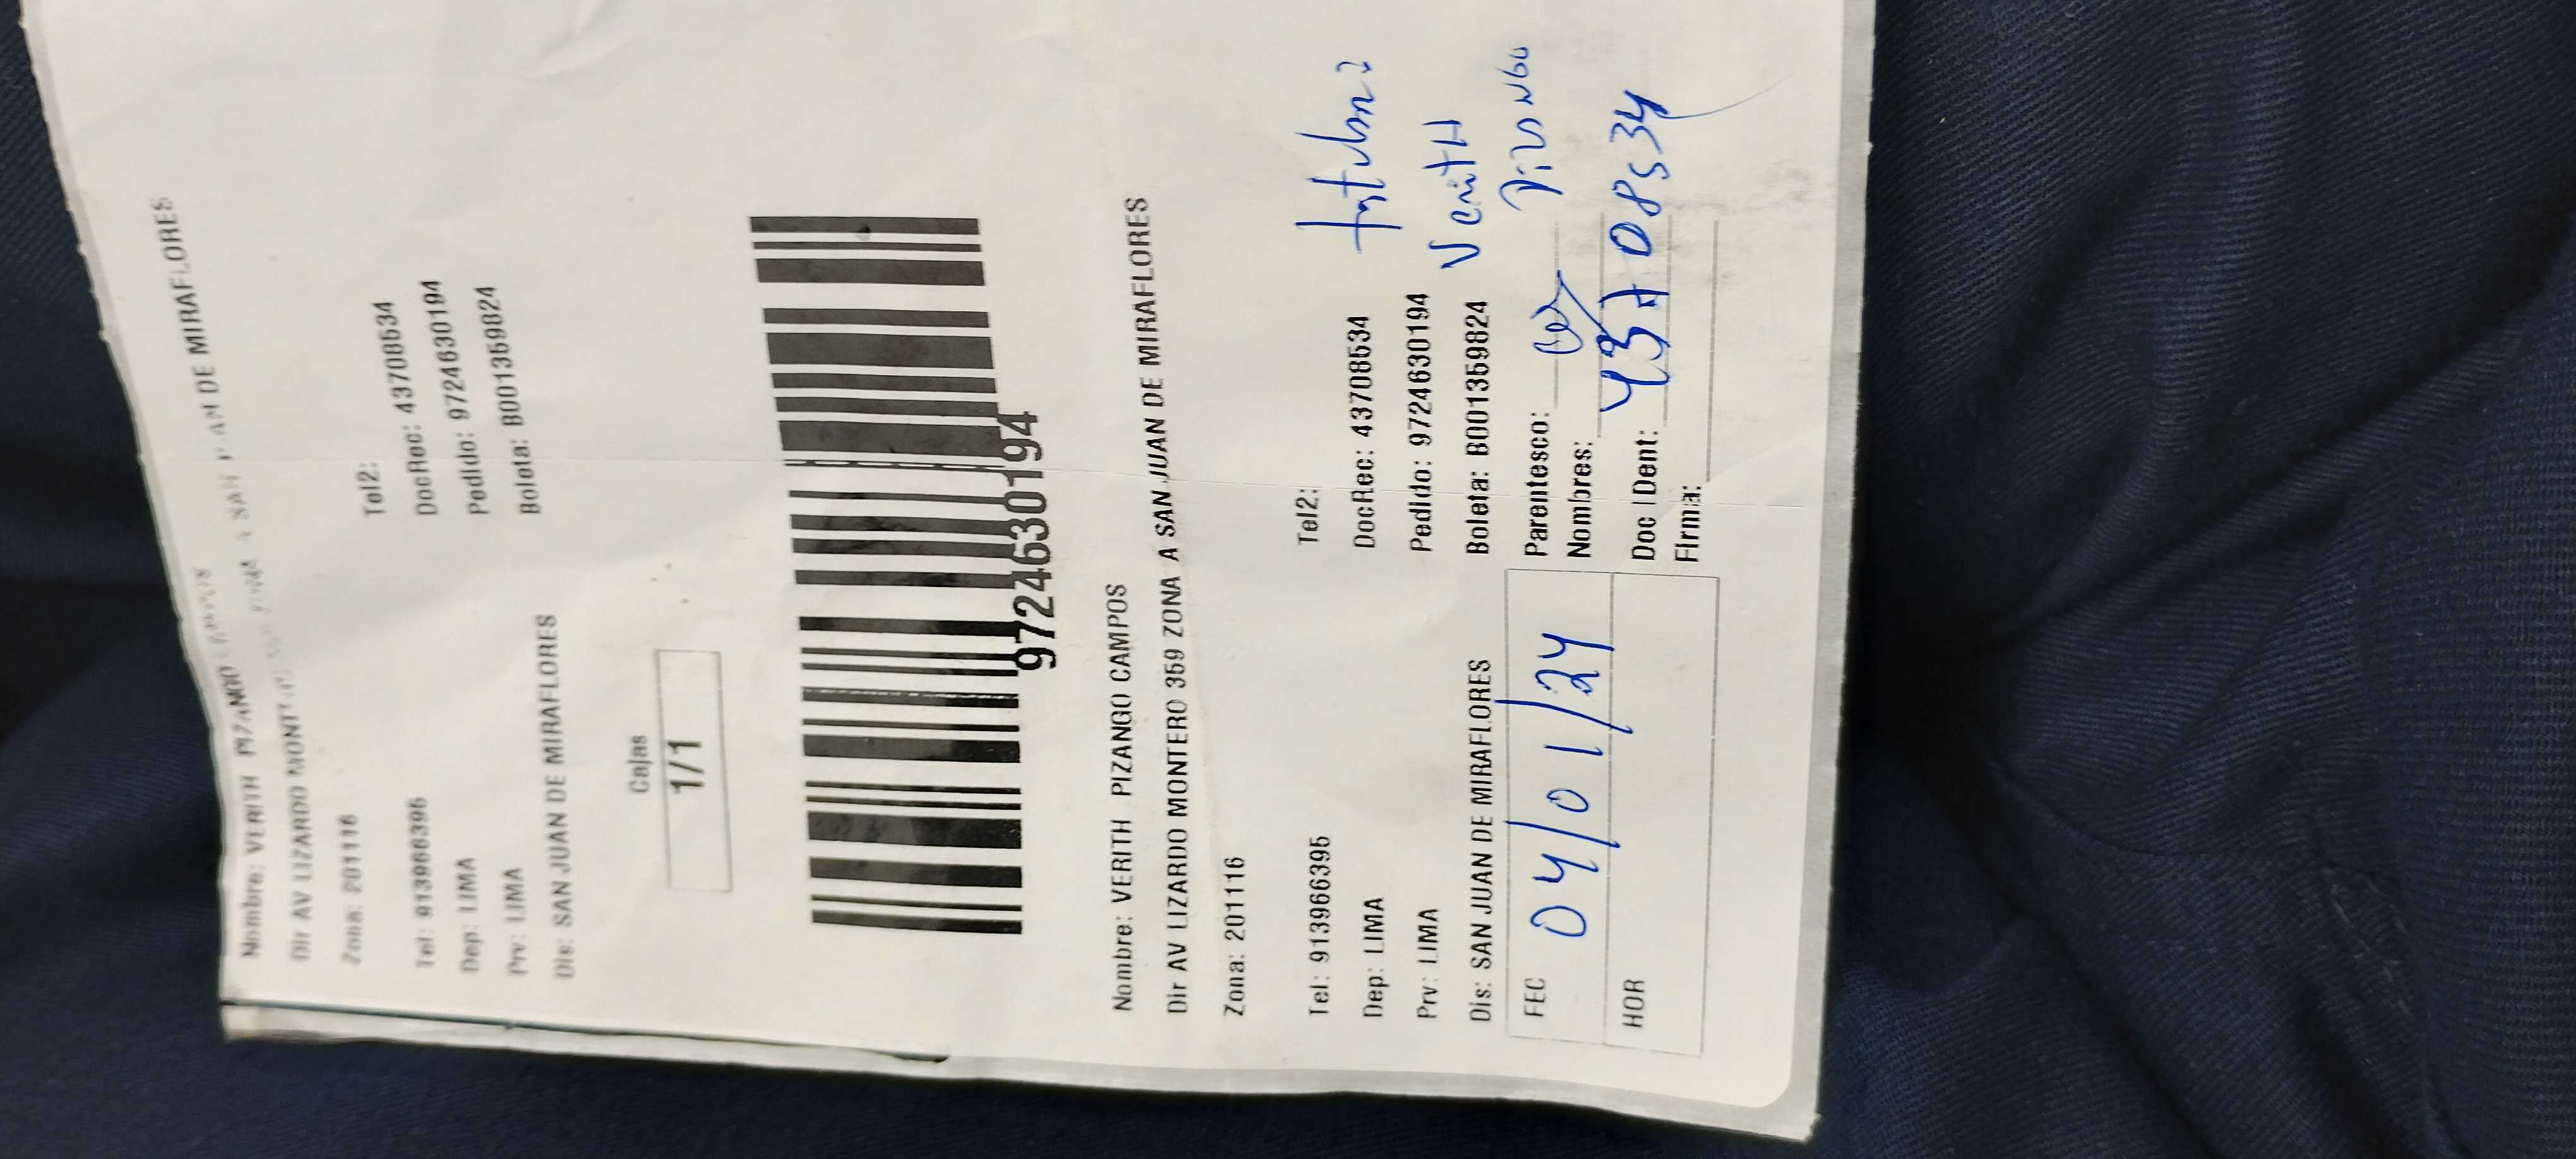 Nombre: VERITH PIZANGO CAMPOS
Dir AV LIZARDO MONTERO ZONA A SAN JUAN DE MIRAFLORES
Zona: 201116
Tel: 913966395 Tel2:
Dep: LIMA DocRec: 43708534
Prv: LIMA Pedido: 97246301​94
Dis: SAN JUAN DE MIRAFLORES Boleta: B001359824
Cajas
1/1
9724630194
Nombre: VERITH PIZANGO CAMPOS
Dir AV LIZARDO MONTERO 359 ZONA A SAN JUAN DE MIRAFLORES
Zona: 201116
Tel: 913966395 Tel2:
Dep: LIMA DocRec: 43708534
Prv: LIMA Pedido: 9724630194
Verith
Dis: SAN JUAN DE MIRAFLORES Boleta: B001359824
FEC 04/01/24 Parentesco:
Nombres:
HOR Doc IDent: 43708534
Firma: